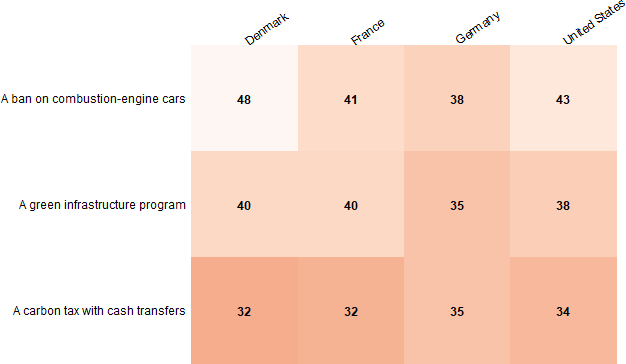 Denmark France Germany United States
A ban on combustion-engine cars 48 41 38 43
A green infrastructure program 40 40 35 38
A carbon tax with cash transfers 32 32 35 34